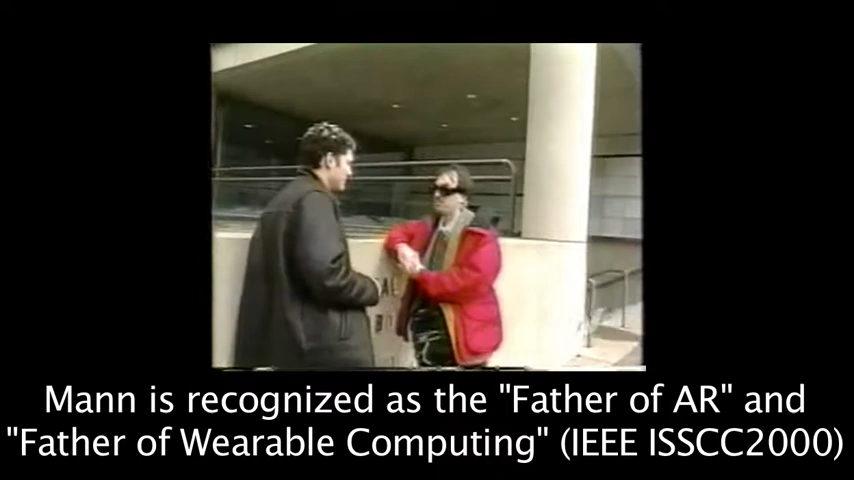 Mann is recognized as the "Father of AR" and
"Father of Wearable Computing" (IEEE ISSCC2000)